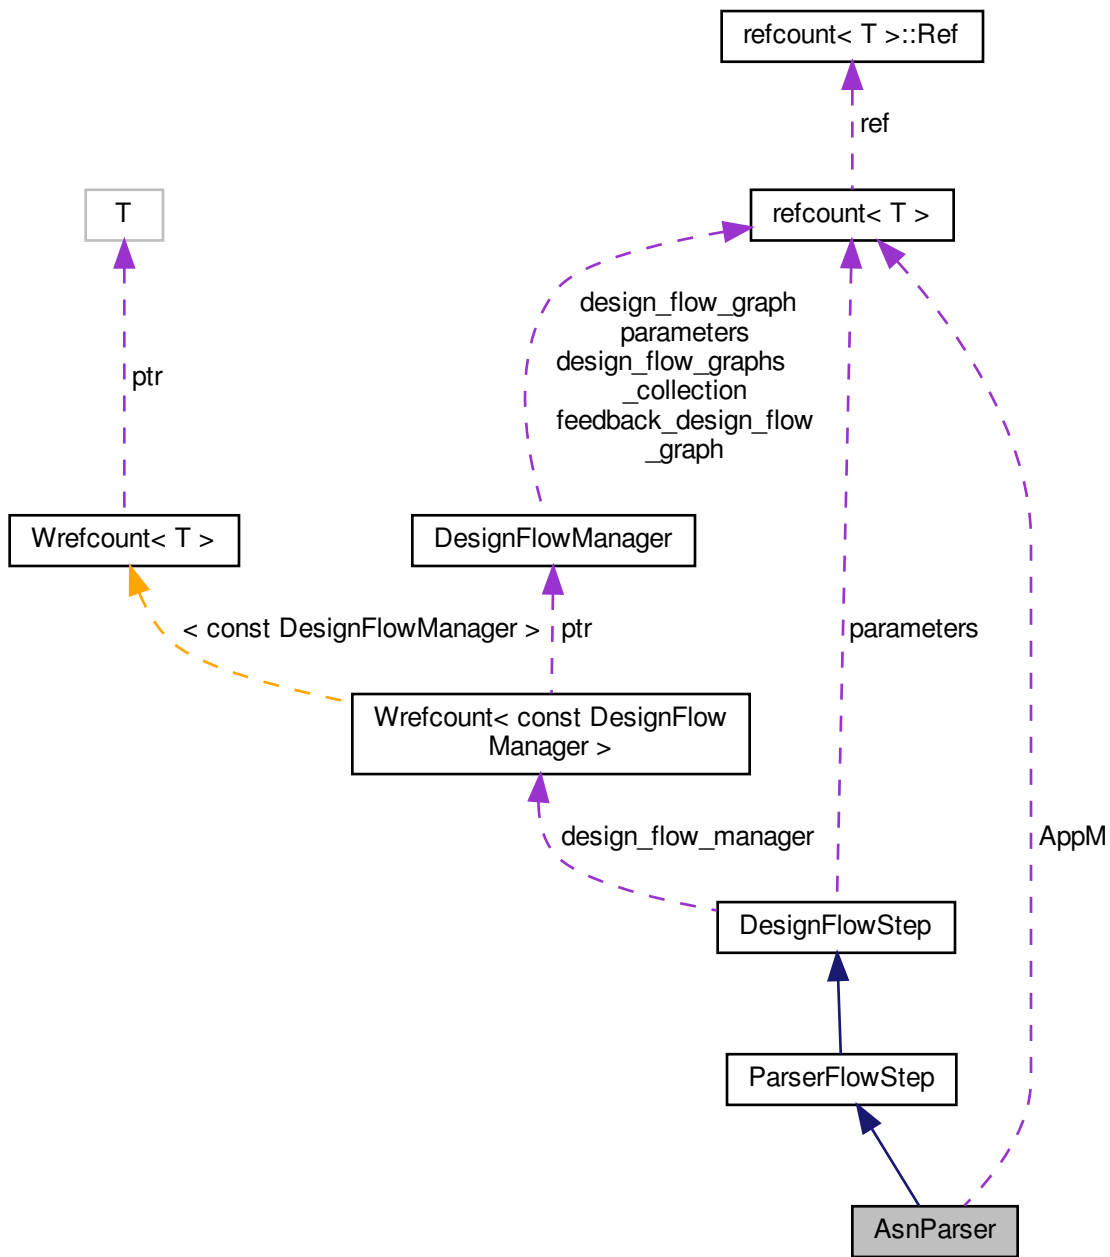 refcount< T >::Ref
ref
T
refcount< T >
design_flow_graph
parameters
design_flow_graphs
_collection
feedback_design_flow
_graph
ptr
Wrefcount< T >
DesignFlowManager
< const DesignFlowManager >
ptr
parameters
Wrefcount< const DesignFlow
Manager >
design_flow_manager
AppM
DesignFlowStep
ParserFlowStep
AsnParser